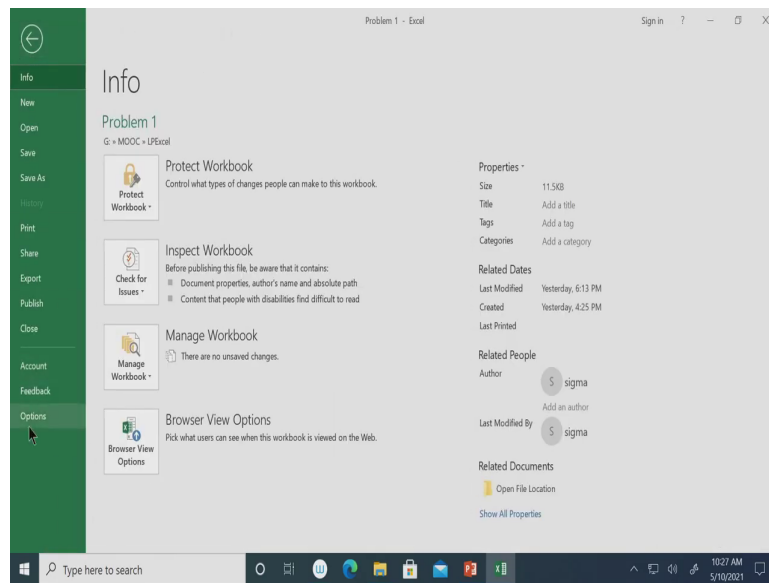 Problem 1 - Excel
Sign in ?
Info
New
Open
Save
Save As
History
Print
Share
Export
Publish
Close
Account
Feedback
Options
Info
Problem 1
G: » MOOC » LPExcel
Protect Workbook
Control what types of changes people can make to this workbook.
Protect
Workbook
Inspect Workbook
Before publishing this file, be aware that it contains:
Document properties, author's name and absolute path
Content that people with disabilities find difficult to read
Check for
Issues
Manage Workbook
There are no unsaved changes.
Manage
Workbook
Browser View Options
Pick what users can see when this workbook is viewed on the Web.
Browser View
Options
Properties
Size 11.5KB
Title Add a title
Tags Add a tag
Categories Add a category
Related Dates
Last Modified Yesterday, 6:13 PM
Created Yesterday, 4:25 PM
Last Printed
Related People
Author S sigma
Add an author
Last Modified By S sigma
Related Documents
Open File Location
Show All Properties
Type here to search
10:27 AM
5/10/2021